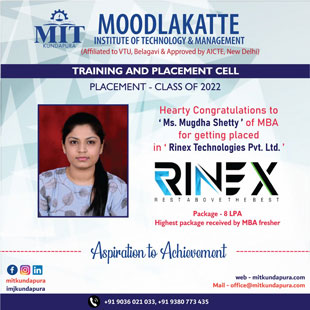 MIT
KUNDAPURA
MOODLAKATTE
INSTITUTE OF TECHNOLOGY & MANAGEMENT
(Affiliated to VTU, Belagavi & Approved by AICTE, New Delhi)
TRAINING AND PLACEMENT CELL
PLACEMENT - CLASS OF 2022
Hearty Congratulations to
' Ms. Mugdha Shetty ' of MBA
for getting placed
in ' Rinex Technologies Pvt. Ltd. '
RINEX
REST ABOVE THE BEST
Package - 8 LPA
Highest package received by MBA fresher
Aspiration to Achievement
mitkundapura
imjkundapura
web - mitkundapura.com
Mail - office@mitkundapura.com
+91 9036 021 033, +91 9380 773 435